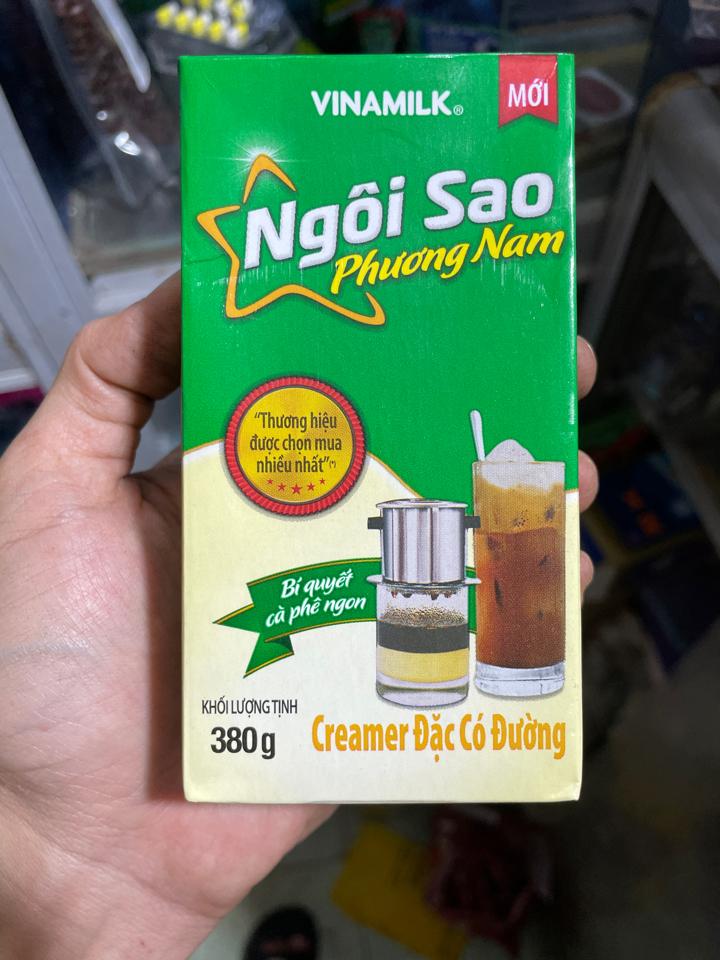 VINAMILK®
MỚI
Ngôi Sao
Phương Nam
“Thương hiệu
được chọn mua
nhiều nhất”(*)
Bí quyết
cà phê ngon
KHỐI LƯỢNG TỊNH
380 g
Creamer Đặc Có Đường